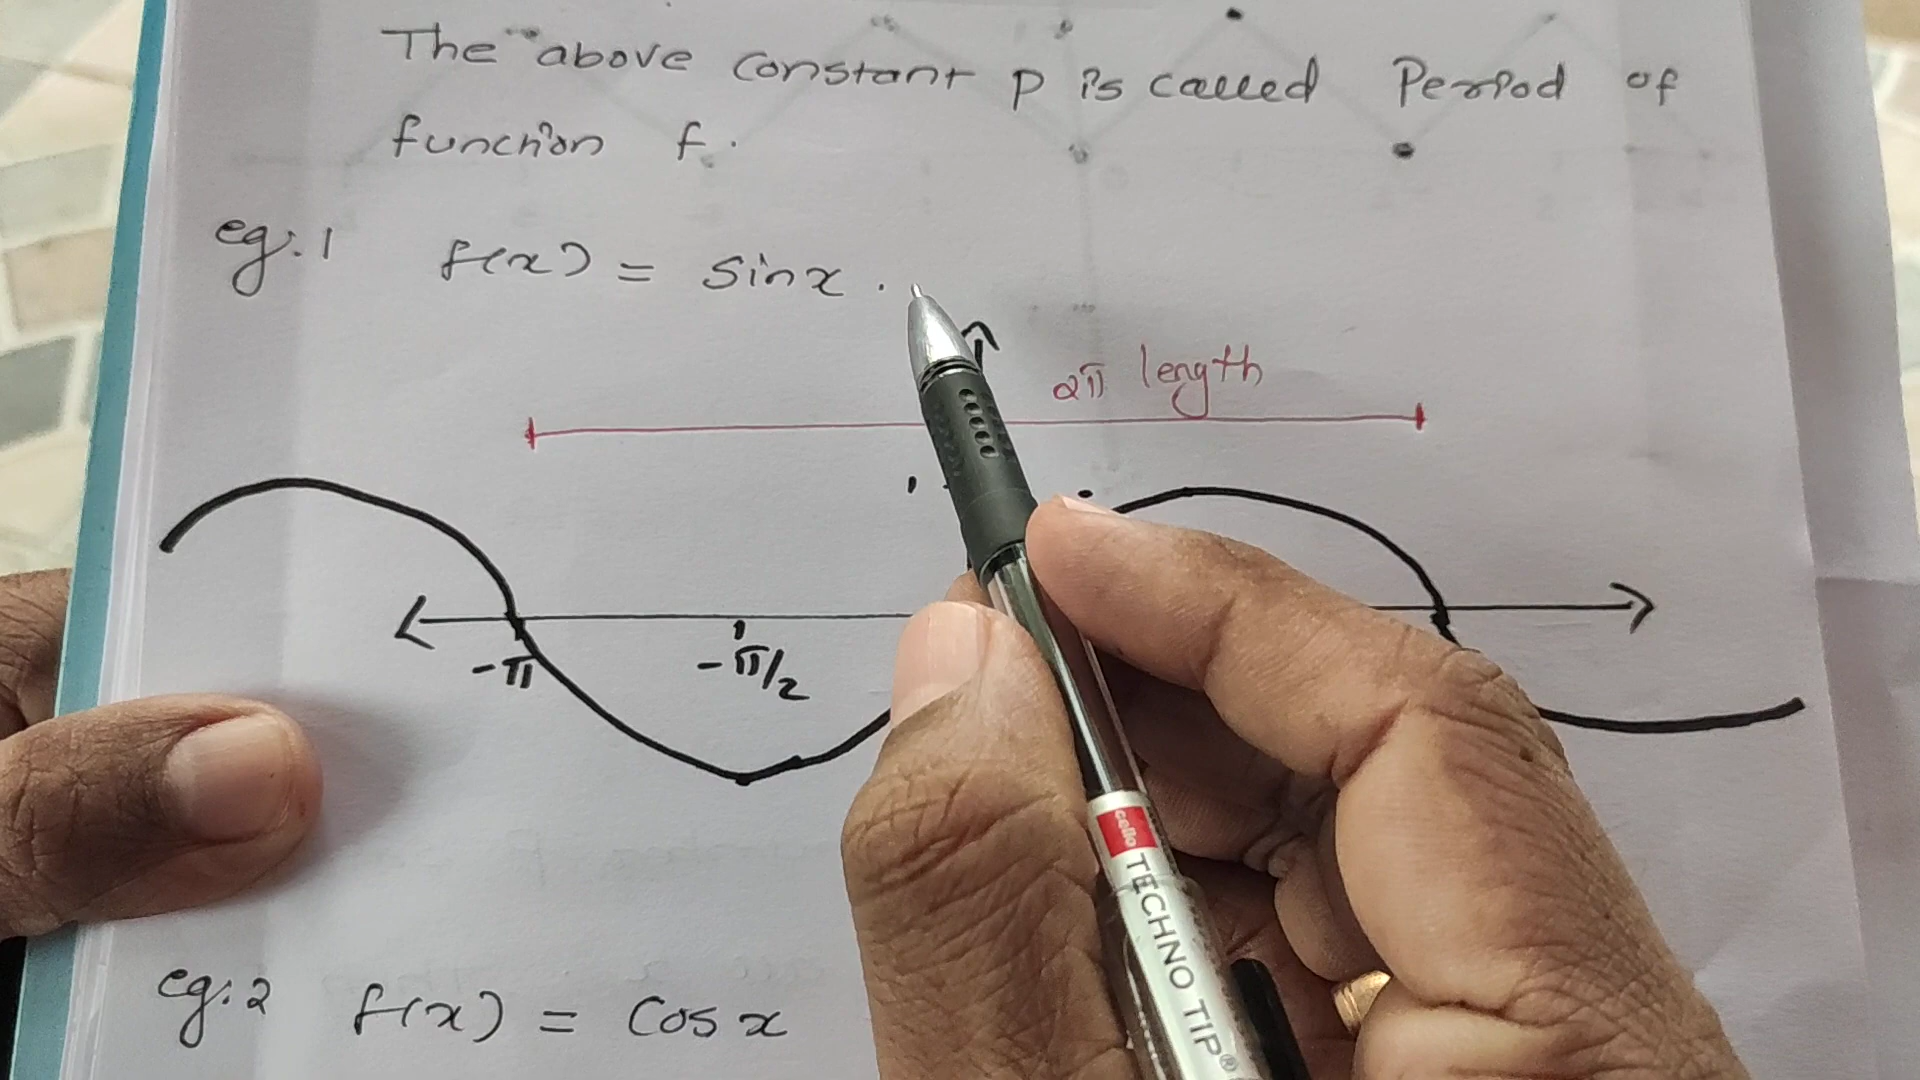 The above constant p is called Period of
function f.
eg:1 f(x) = sinx.
2π length
-π
-π/2
cello
TECHNO TIP®
eg:2 f(x) = cosx